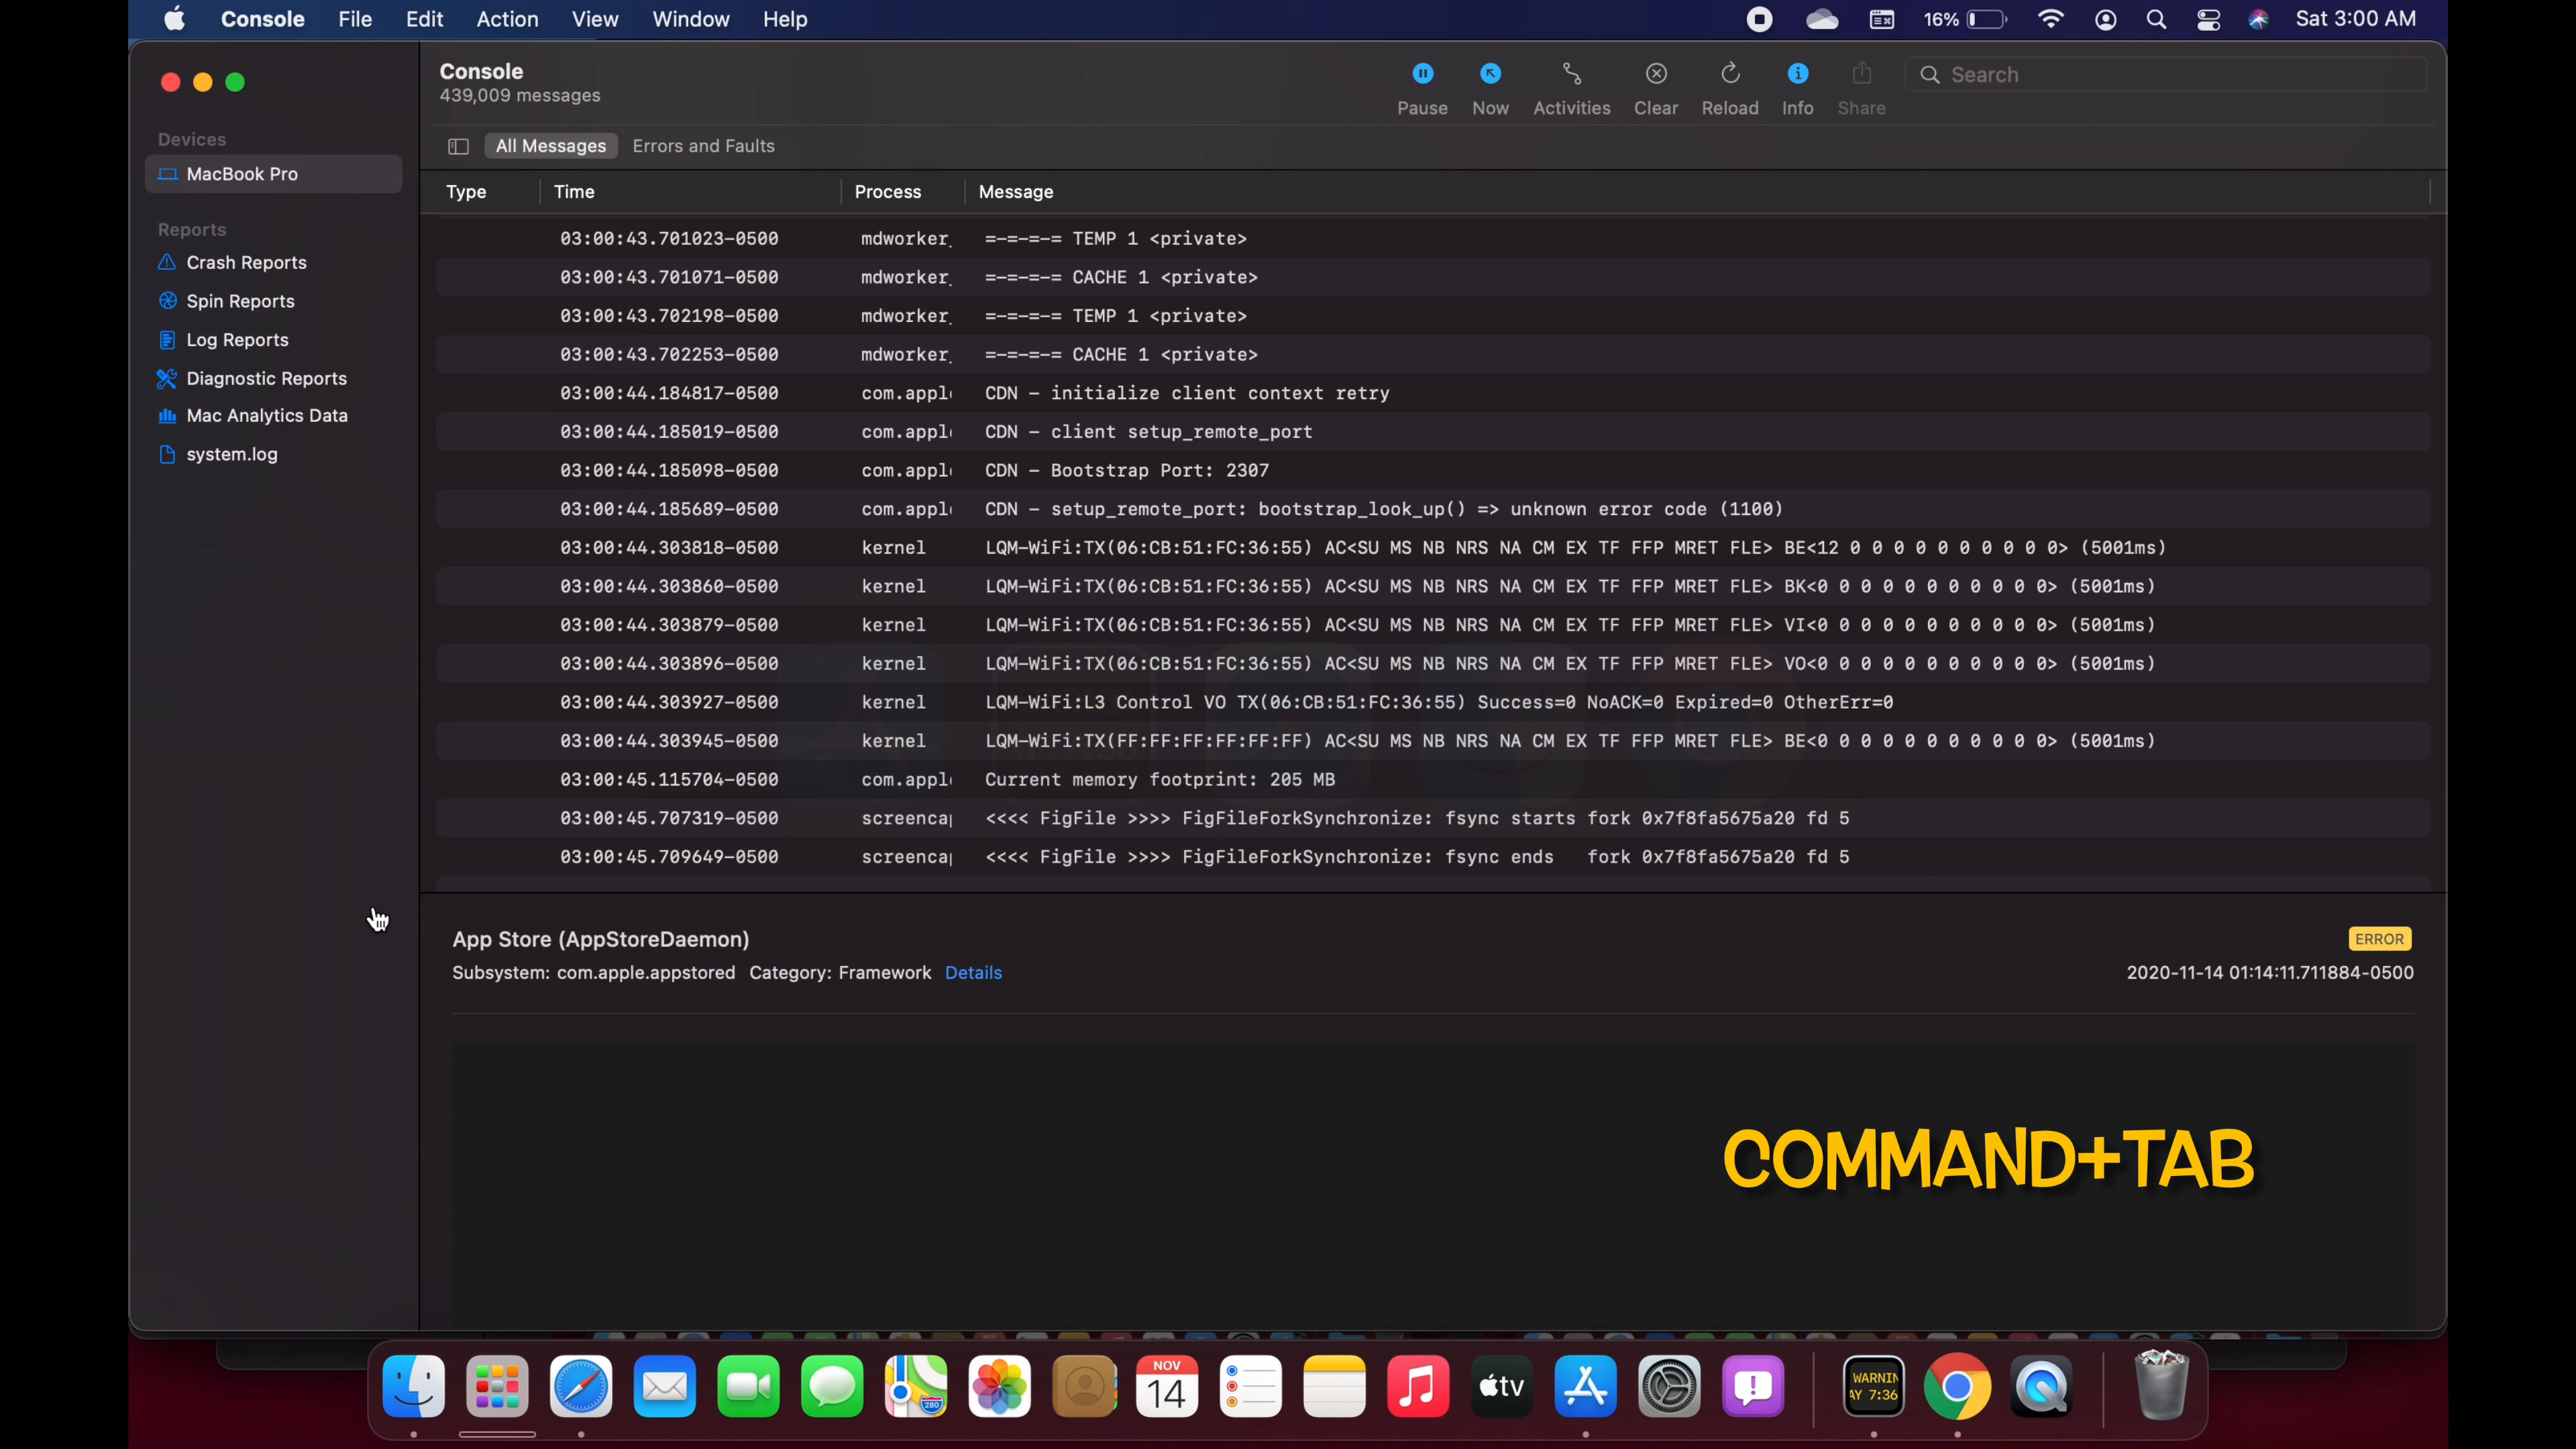 Console File Edit Action View Window Help 16% Sat 3:00 AM
Console
439,009 messages
Pause Now Activities Clear Reload Info Share
Search
Devices
MacBook Pro
Reports
Crash Reports
Spin Reports
Log Reports
Diagnostic Reports
Mac Analytics Data
system.log
All Messages Errors and Faults
Type Time Process Message
03:00:43.701023-0500 mdworker_ =-=-=-= TEMP 1 <private>
03:00:43.701071-0500 mdworker_ =-=-=-= CACHE 1 <private>
03:00:43.702198-0500 mdworker_ =-=-=-= TEMP 1 <private>
03:00:43.702253-0500 mdworker_ =-=-=-= CACHE 1 <private>
03:00:44.184817-0500 com.appl CDN - initialize client context retry
03:00:44.185019-0500 com.appl CDN - client setup_remote_port
03:00:44.185098-0500 com.appl CDN - Bootstrap Port: 2307
03:00:44.185689-0500 com.appl CDN - setup_remote_port: bootstrap_look_up() => unknown error code (1100)
03:00:44.303818-0500 kernel LQM-WiFi:TX(06:CB:51:FC:36:55) AC<SU MS NB NRS NA CM EX TF FFP MRET FLE> BE<12 0 0 0 0 0 0 0 0 0 0> (5001ms)
03:00:44.303860-0500 kernel LQM-WiFi:TX(06:CB:51:FC:36:55) AC<SU MS NB NRS NA CM EX TF FFP MRET FLE> BK<0 0 0 0 0 0 0 0 0 0 0> (5001ms)
03:00:44.303879-0500 kernel LQM-WiFi:TX(06:CB:51:FC:36:55) AC<SU MS NB NRS NA CM EX TF FFP MRET FLE> VI<0 0 0 0 0 0 0 0 0 0 0> (5001ms)
03:00:44.303896-0500 kernel LQM-WiFi:TX(06:CB:51:FC:36:55) AC<SU MS NB NRS NA CM EX TF FFP MRET FLE> VO<0 0 0 0 0 0 0 0 0 0 0> (5001ms)
03:00:44.303927-0500 kernel LQM-WiFi:L3 Control VO TX(06:CB:51:FC:36:55) Success=0 NoACK=0 Expired=0 OtherErr=0
03:00:44.303945-0500 kernel LQM-WiFi:TX(FF:FF:FF:FF:FF:FF) AC<SU MS NB NRS NA CM EX TF FFP MRET FLE> BE<0 0 0 0 0 0 0 0 0 0 0> (5001ms)
03:00:45.115704-0500 com.appl Current memory footprint: 205 MB
03:00:45.707319-0500 screenca <<<< FigFile >>>> FigFileForkSynchronize: fsync starts fork 0x7f8fa5675a20 fd 5
03:00:45.709649-0500 screenca <<<< FigFile >>>> FigFileForkSynchronize: fsync ends fork 0x7f8fa5675a20 fd 5
App Store (AppStoreDaemon) ERROR
Subsystem: com.apple.appstored Category: Framework Details 2020-11-14 01:14:11.711884-0500
COMMAND+TAB
NOV
14
280
tv
WARNIN
AY 7:36